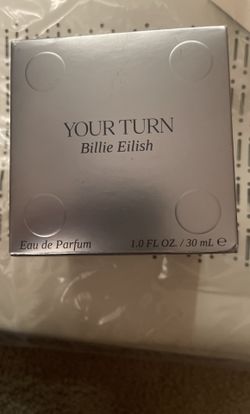 YOUR TURN
Billie Eilish
Eau de Parfum 1.0 FL OZ. / 30 mL ℮